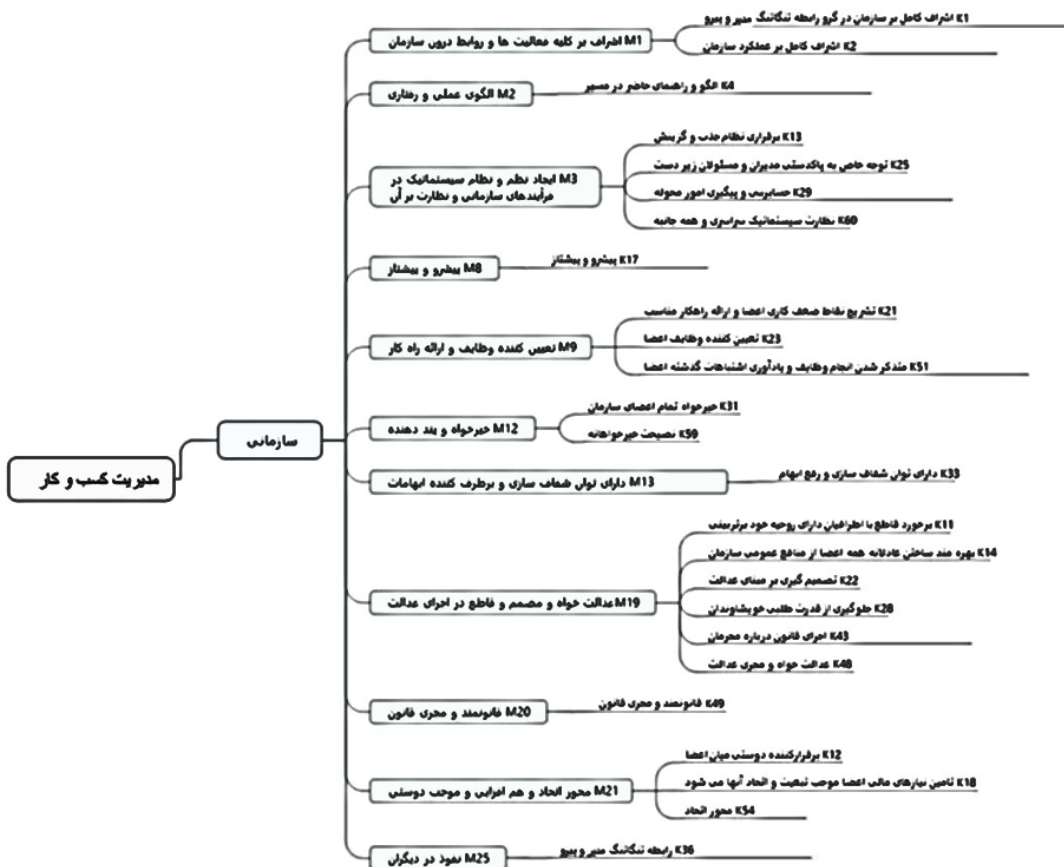 مدیریت کسب و کار
سازمانی
M1 اشراف بر کلیه فعالیت ها و روابط درون سازمان
K1 اشراف کامل بر سازمان در گرو رابطه تنگاتنگ مدیر و پیرو
K2 اشراف کامل بر عملکرد سازمان
M2 الگوی عملی و رفتاری
K4 الگو و راهنمای حاضر در مسیر
M3 ایجاد نظم و نظام سیستماتیک در
فرآیندهای سازمانی و نظارت بر آن
K13 برقراری نظام جذب و گزینش
K25 توجه خاص به پاکدستی مدیران و مسئولان زیر دست
K29 حسابرسی و پیگیری امور محوله
K60 نظارت سیستماتیک سراسری و همه جانبه
M8 پیشرو و پیشتاز
K17 پیشرو و پیشتاز
M9 تعیین کننده وظایف و ارائه راه کار
K21 تشریح نقاط ضعف کاری اعضا و ارائه راهکار مناسب
K23 تعیین کننده وظایف اعضا
K51 متذکر شدن انجام وظایف و یادآوری اشتباهات گذشته اعضا
M12 خیرخواه و پند دهنده
K31 خیرخواه تمام اعضای سازمان
K59 نصیحت خیرخواهانه
M13 دارای توان شفاف سازی و برطرف کننده ابهامات
K33 دارای توان شفاف سازی و رفع ابهام
M19 عدالت خواه و مصمم و قاطع در اجرای عدالت
K11 برخورد قاطع با اطرافیان دارای روحیه خود برتربینی
K14 بهره مند ساختن عادلانه همه اعضا از منافع عمومی سازمان
K22 تصمیم گیری بر مبنای عدالت
K28 جلوگیری از قدرت طلبی خویشاوندان
K43 اجرای قانون درباره مجرمان
K48 عدالت خواه و مجری عدالت
M20 قانونمند و مجری قانون
K49 قانونمند و مجری قانون
M21 محور اتحاد و هم افزایی و موجب دوستی
K12 برقرارکننده دوستی میان اعضا
K18 تامین نیازهای مالی اعضا موجب تبعیت و اتحاد آنها می شود
K54 محور اتحاد
M25 نفوذ در دیگران
K36 رابطه تنگاتنگ مدیر و پیرو